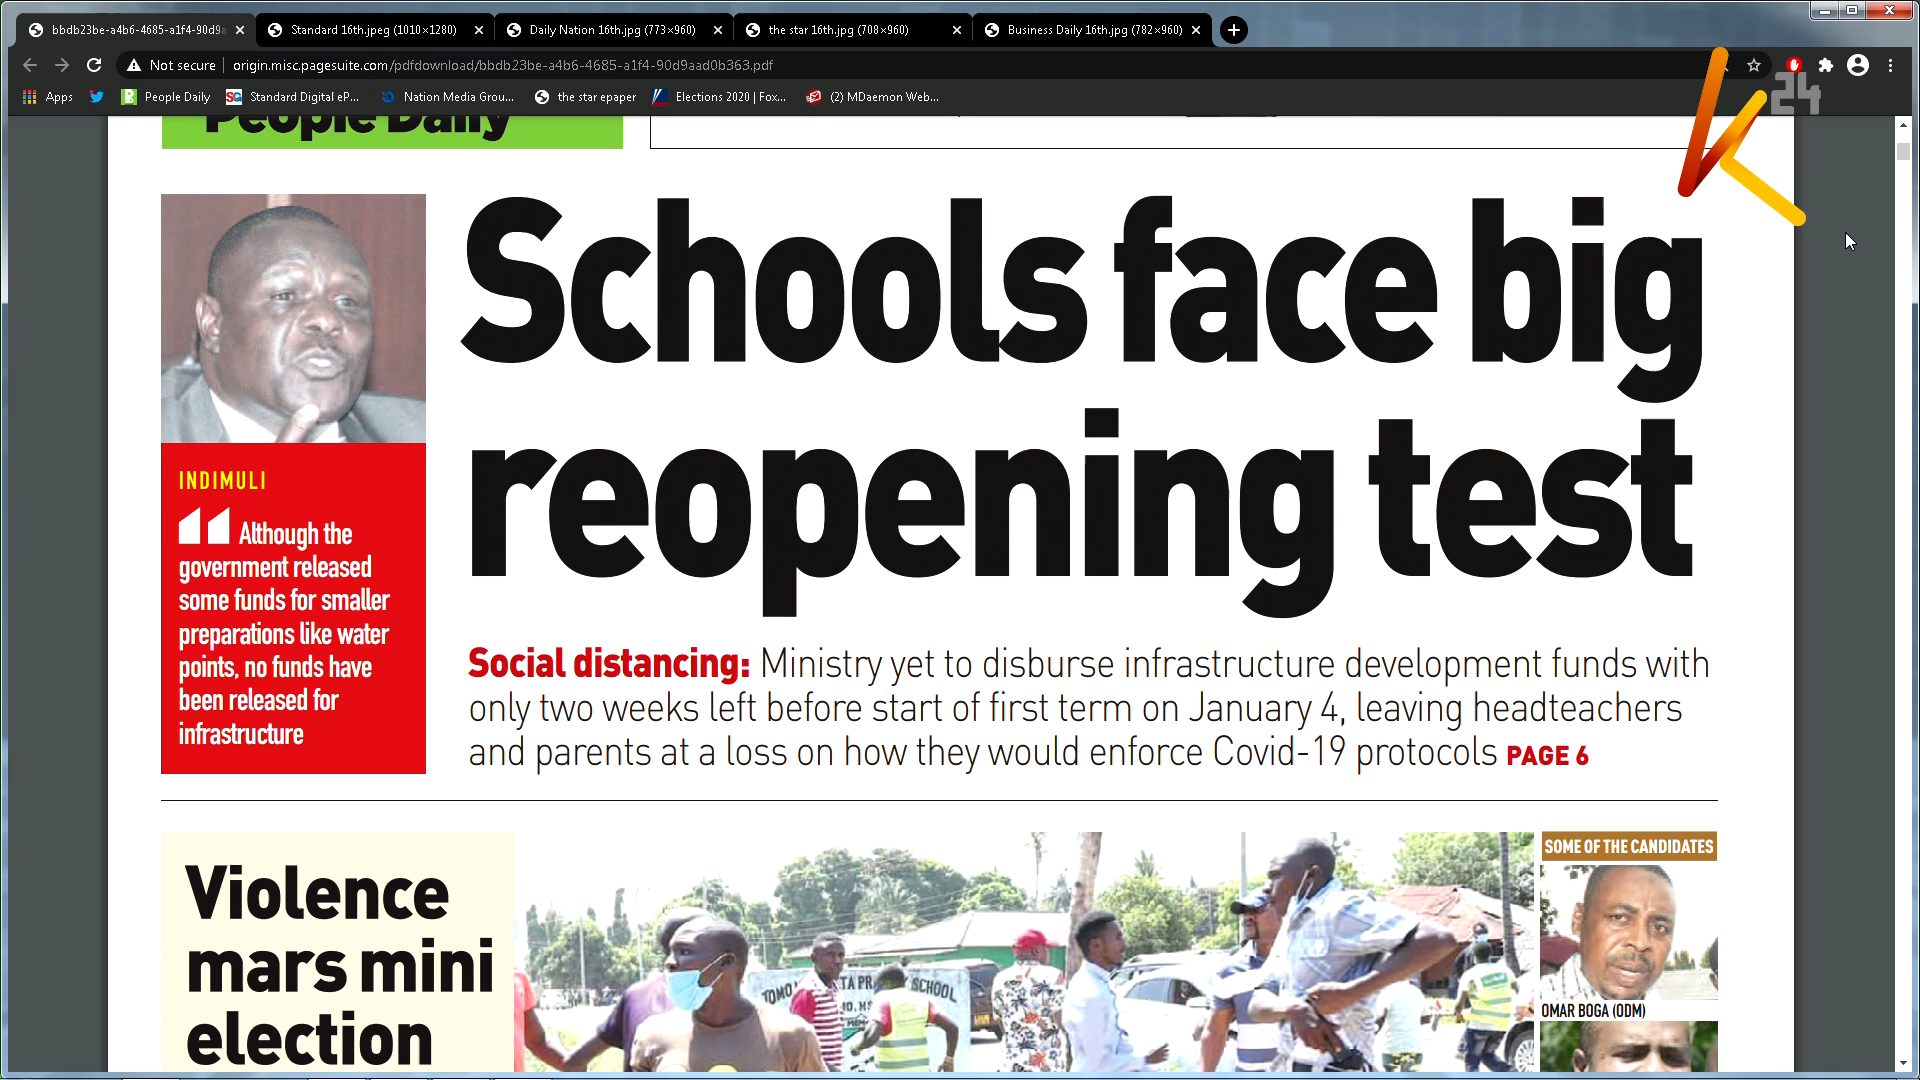 bbdb23be-a4b6-4685-a1f4-90d9a
Standard 16th.jpeg (1010×1280)
Daily Nation 16th.jpg (773×960)
the star 16th.jpg (708×960)
Business Daily 16th.jpg (782×960)
Not secure
origin.misc.pagesuite.com/pdfdownload/bbdb23be-a4b6-4685-a1f4-90d9aad0b363.pdf
Apps
People Daily
Standard Digital eP...
Nation Media Grou...
the star epaper
Elections 2020 | Fox...
(2) MDaemon Web...
24
People Daily
Schools face big
reopening test
INDIMULI
Although the
government released
some funds for smaller
preparations like water
points, no funds have
been released for
infrastructure
Social distancing: Ministry yet to disburse infrastructure development funds with
only two weeks left before start of first term on January 4, leaving headteachers
and parents at a loss on how they would enforce Covid-19 protocols PAGE 6
Violence
mars mini
election
SCHOOL
SOME OF THE CANDIDATES
OMAR BOGA (ODM)